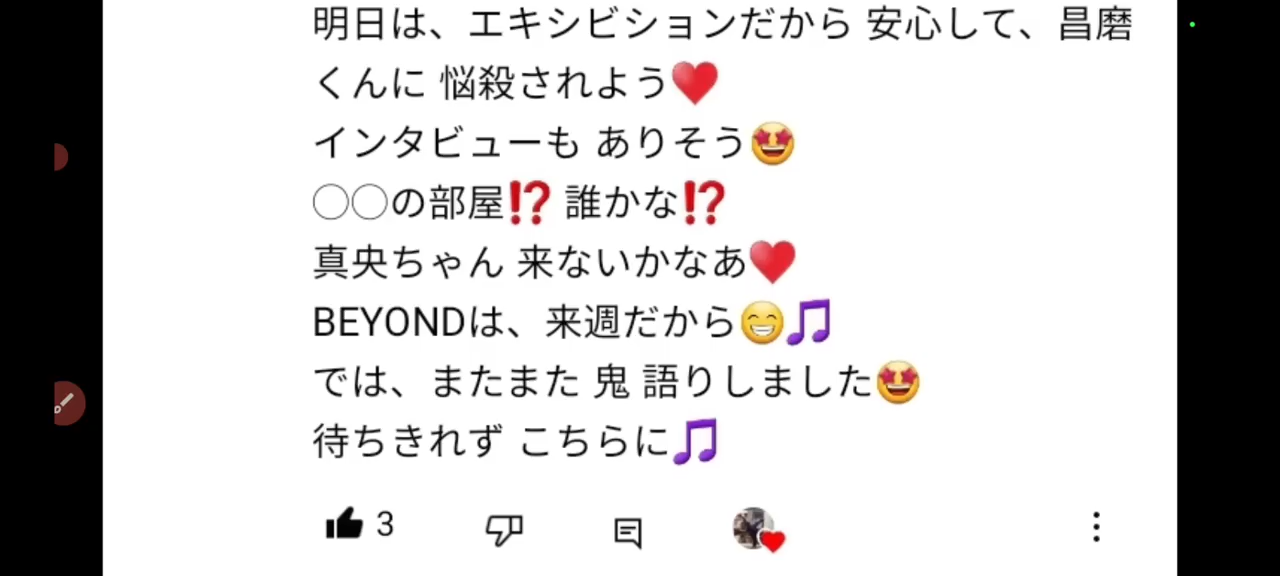 明日は、エキシビションだから 安心して、昌磨
くんに 悩殺されよう♥️
インタビューも ありそう🤩
◯◯の部屋⁉️ 誰かな⁉️
真央ちゃん 来ないかなあ♥️
BEYONDは、来週だから😁🎵
では、またまた 鬼 語りしました🤩
待ちきれず こちらに🎵
3